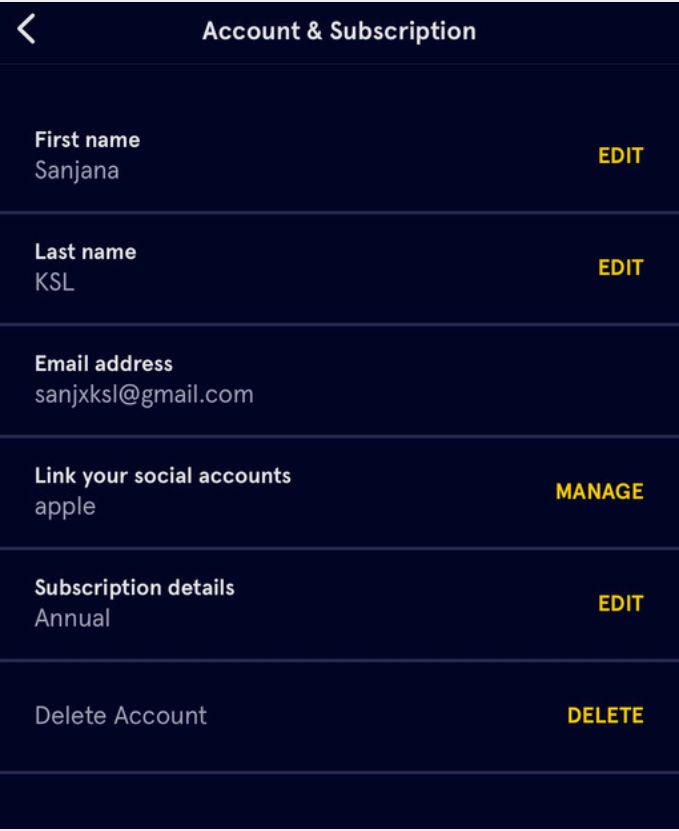 Account & Subscription
First name
Sanjana
EDIT
Last name
KSL
EDIT
Email address
sanjxksl@gmail.com
Link your social accounts
apple
MANAGE
Subscription details
Annual
EDIT
Delete Account
DELETE